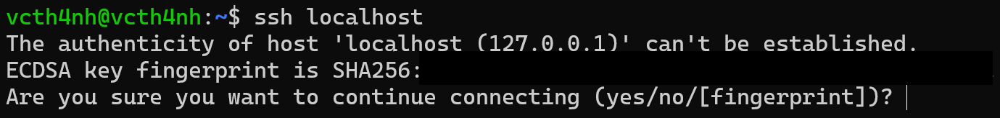 vcth4nh@vcth4nh:~$ ssh localhost
The authenticity of host 'localhost (127.0.0.1)' can't be established.
ECDSA key fingerprint is SHA256:
Are you sure you want to continue connecting (yes/no/[fingerprint])?